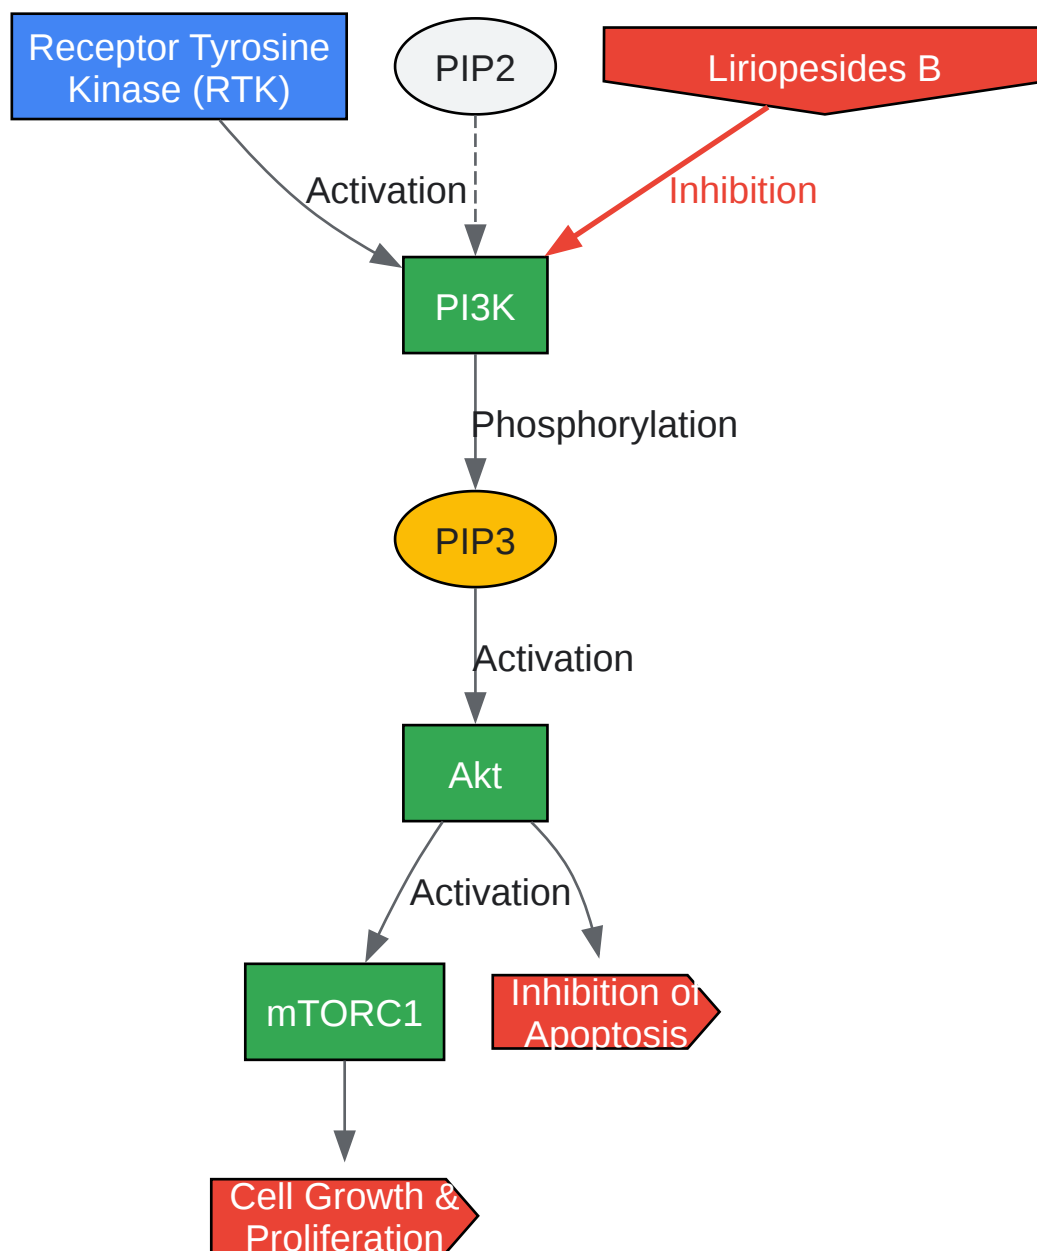 Receptor Tyrosine
Kinase (RTK)
PIP2
Liriopesides B
Activation
Inhibition
PI3K
Phosphorylation
PIP3
Activation
Akt
Activation
mTORC1
Inhibition of
Apoptosis
Cell Growth &
Proliferation